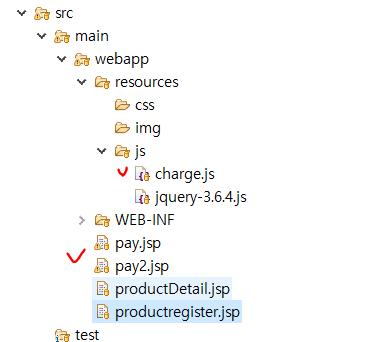 src
main
webapp
resources
css
img
js
charge.js
jquery-3.6.4.js
WEB-INF
pay.jsp
pay2.jsp
productDetail.jsp
productregister.jsp
test